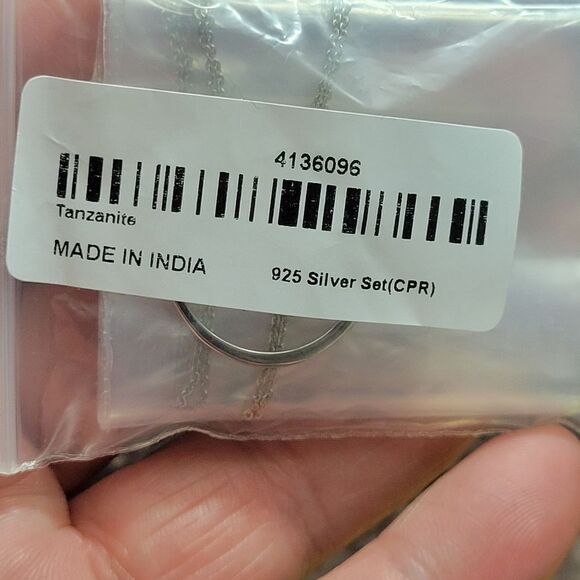 4136096
Tanzanite
MADE IN INDIA
925 Silver Set(CPR)